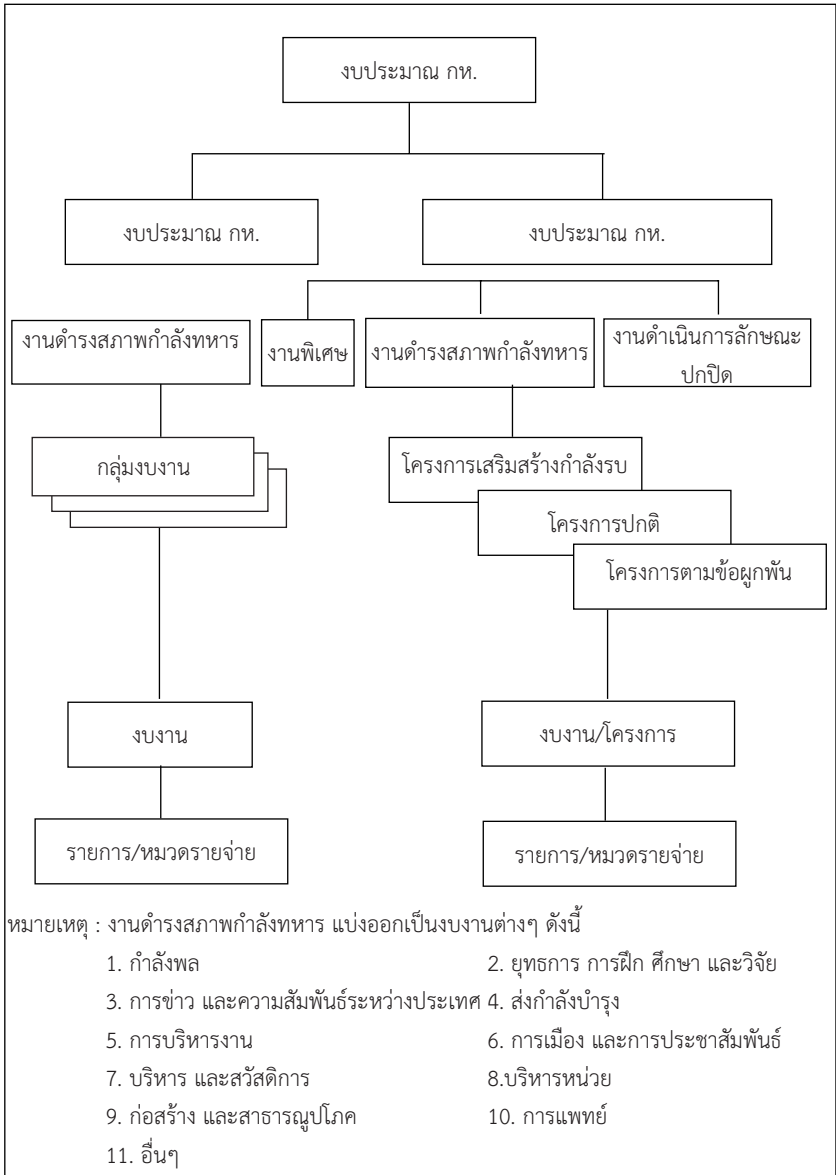 งบประมาณ กห.
งบประมาณ กห.
งบประมาณ กห.
งานดำรงสภาพกำลังทหาร
งานพิเศษ
งานดำรงสภาพกำลังทหาร
งานดำเนินการลักษณะ
ปกปิด
กลุ่มงบงาน
โครงการเสริมสร้างกำลังรบ
โครงการปกติ
โครงการตามข้อผูกพัน
งบงาน
งบงาน/โครงการ
รายการ/หมวดรายจ่าย
รายการ/หมวดรายจ่าย
หมายเหตุ : งานดำรงสภาพกำลังทหาร แบ่งออกเป็นงบงานต่างๆ ดังนี้
1. กำลังพล 2. ยุทธการ การฝึก ศึกษา และวิจัย
3. การข่าว และความสัมพันธ์ระหว่างประเทศ 4. ส่งกำลังบำรุง
5. การบริหารงาน 6. การเมือง และการประชาสัมพันธ์
7. บริหาร และสวัสดิการ 8.บริหารหน่วย
9. ก่อสร้าง และสาธารณูปโภค 10. การแพทย์
11. อื่นๆ